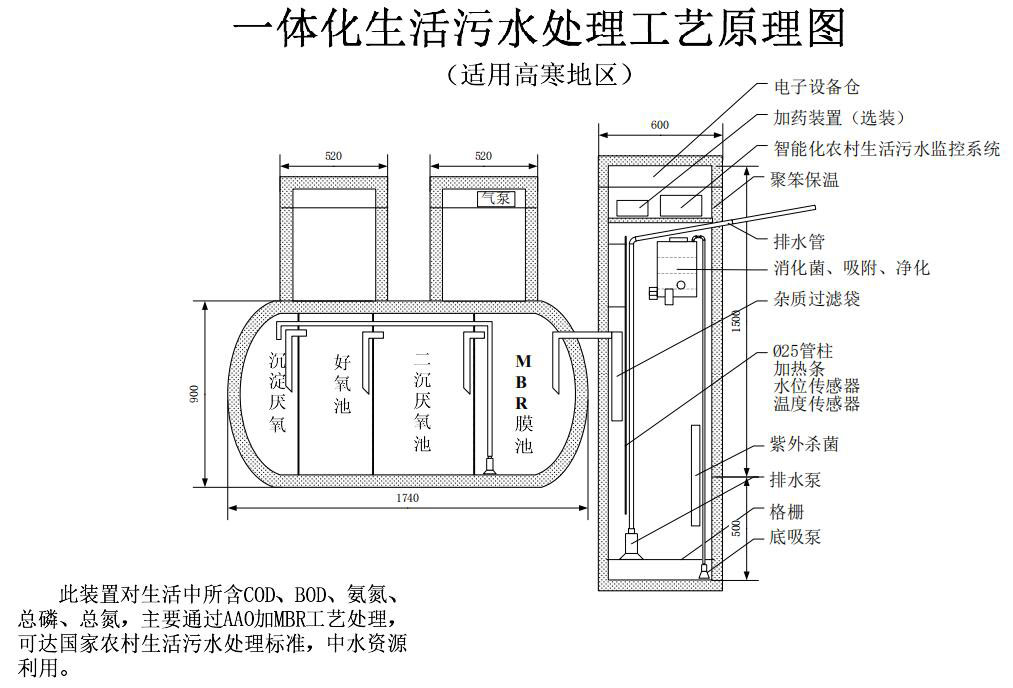 一体化生活污水处理工艺原理图
（适用高寒地区）
电子设备仓
600
加药装置（选装）
520
520
智能化农村生活污水监控系统
聚笨保温
气泵
排水管
消化菌、吸附、净化
杂质过滤袋
1500
Ø25管柱
加热条
水位传感器
温度传感器
沉淀厌氧
好氧池
二沉厌氧池
MBR膜池
900
紫外杀菌
排水泵
1740
格栅
500
底吸泵
此装置对生活中所含COD、BOD、氨氮、
总磷、总氮，主要通过AAO加MBR工艺处理，
可达国家农村生活污水处理标准，中水资源
利用。